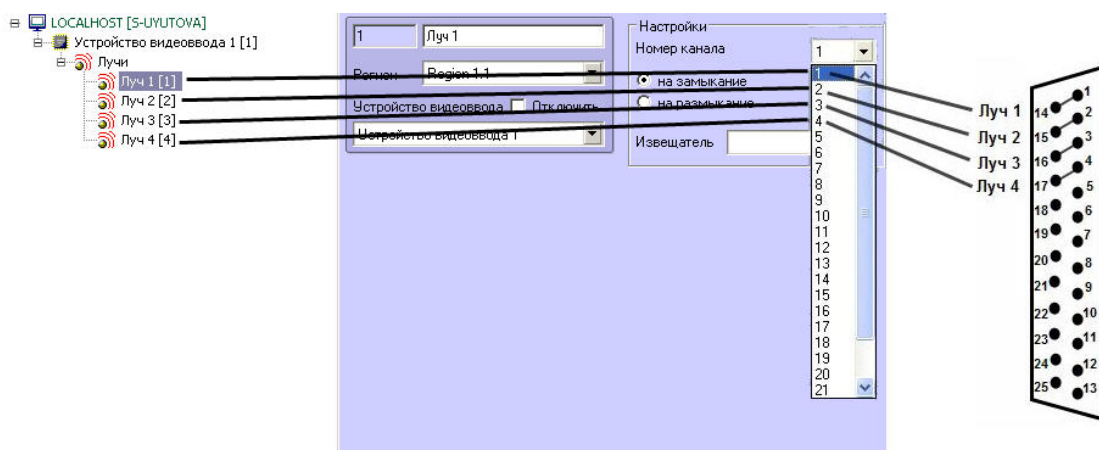 LOCALHOST [S-UYUTOVA]
Устройство видеоввода 1 [1]
Лучи
Луч 1 [1]
Луч 2 [2]
Луч 3 [3]
Луч 4 [4]
1 Луч 1
Регион Region 1.1
Устройство видеоввода Отключить
Устройство видеоввода 1
Настройки
Номер канала 1
на замыкание
на размыкание
Извещатель
1
2
3
4
5
6
7
8
9
10
11
12
13
14
15
16
17
18
19
20
21
Луч 1
Луч 2
Луч 3
Луч 4
14 1
15 2
16 3
17 4
18 5
19 6
20 7
21 8
22 9
23 10
24 11
25 12
13